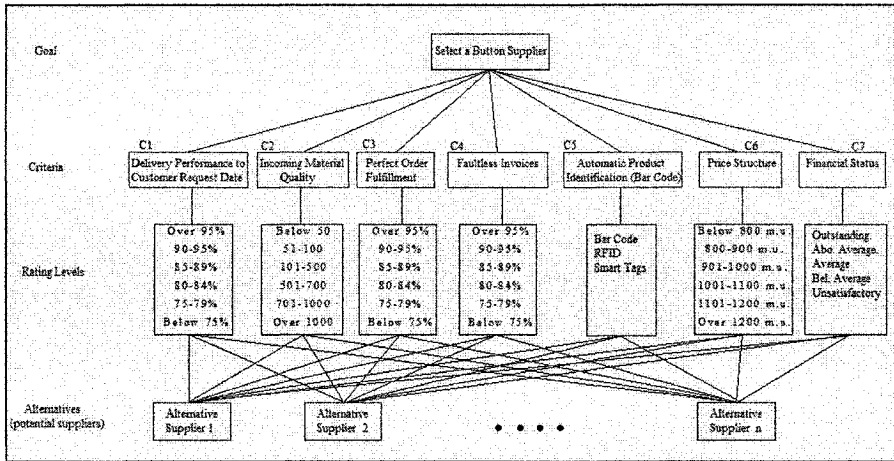 Goal
Select a Button Supplier
C1
C2
C3
C4
C5
C6
C7
Criteria
Delivery Performance to
Customer Request Date
Incoming Material
Quality
Perfect Order
Fulfillment
Faultless Invoices
Automatic Product
Identification (Bar Code)
Price Structure
Financial Status
Rating Levels
Over 95%
90-95%
85-89%
80-84%
75-79%
Below 75%
Below 50
51-100
101-500
501-700
701-1000
Over 1000
Over 95%
90-95%
85-89%
80-84%
75-79%
Below 75%
Over 95%
90-95%
85-89%
80-84%
75-79%
Below 75%
Bar Code
RFID
Smart Tags
Below 800 m.u.
800-900 m.u.
901-1000 m.u.
1001-1100 m.u.
1101-1200 m.u.
Over 1200 m.u.
Outstanding
Abo. Average.
Average
Bel. Average
Unsatisfactory
Alternatives
(potential suppliers)
Alternative
Supplier 1
Alternative
Supplier 2
• • • •
Alternative
Supplier n